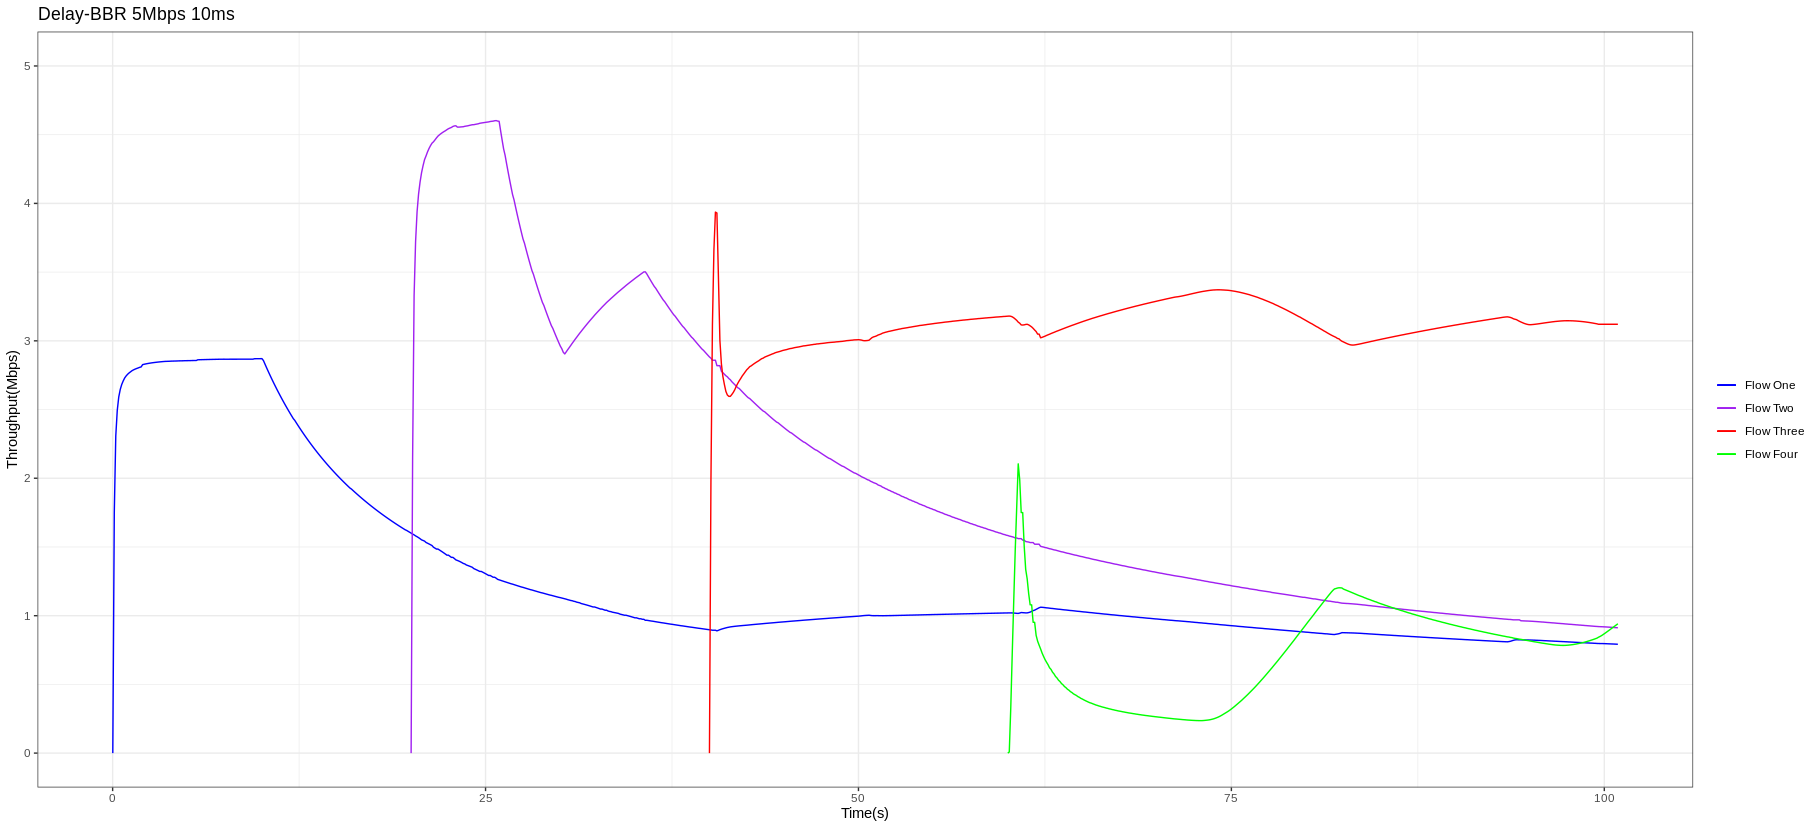 Delay-BBR 5Mbps 10ms
Throughput(Mbps)
5
4
3
2
1
0
0 25 50 75 100
Time(s)
Flow One
Flow Two
Flow Three
Flow Four